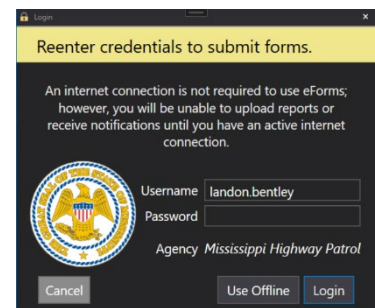 Login
Reenter credentials to submit forms.
An internet connection is not required to use eForms;
however, you will be unable to upload reports or
receive notifications until you have an active internet
connection.
Username landon.bentley
Password
Agency Mississippi Highway Patrol
Cancel Use Offline Login